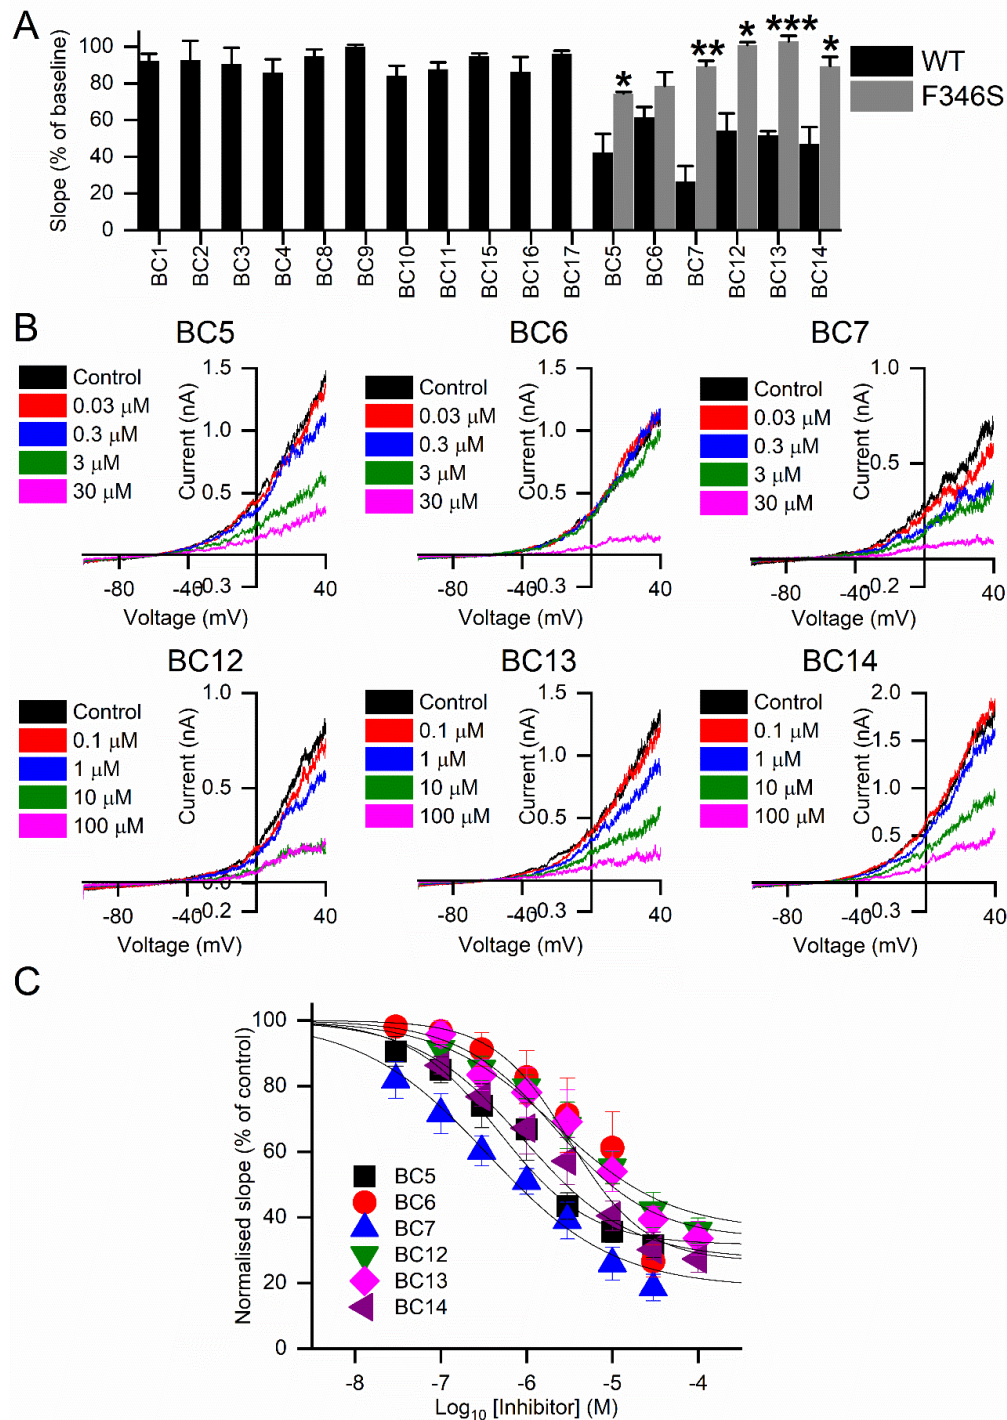 A
Slope (% of baseline)
100
80
60
40
20
0
* ** * *** *
WT
F346S
BC1 BC2 BC3 BC4 BC8 BC9 BC10 BC11 BC15 BC16 BC17 BC5 BC6 BC7 BC12 BC13 BC14
B
BC5
Control
0.03 µM
0.3 µM
3 µM
30 µM
Current (nA)
1.5
1.0
0.5
-0.3
-80 -40 40
Voltage (mV)
BC6
Control
0.03 µM
0.3 µM
3 µM
30 µM
Current (nA)
1.5
1.0
0.5
-0.3
-80 -40 40
Voltage (mV)
BC7
Control
0.03 µM
0.3 µM
3 µM
30 µM
Current (nA)
1.0
0.5
0.2
-80 -40 40
Voltage (mV)
BC12
Control
0.1 µM
1 µM
10 µM
100 µM
Current (nA)
1.0
0.5
0.0
-0.2
-80 -40 40
Voltage (mV)
BC13
Control
0.1 µM
1 µM
10 µM
100 µM
Current (nA)
1.5
1.0
0.5
-0.3
-80 -40 40
Voltage (mV)
BC14
Control
0.1 µM
1 µM
10 µM
100 µM
Current (nA)
2.0
1.5
1.0
0.5
0.3
-80 -40 40
Voltage (mV)
C
Normalised slope (% of control)
100
80
60
40
20
0
BC5
BC6
BC7
BC12
BC13
BC14
-8 -7 -6 -5 -4
Log10 [Inhibitor] (M)